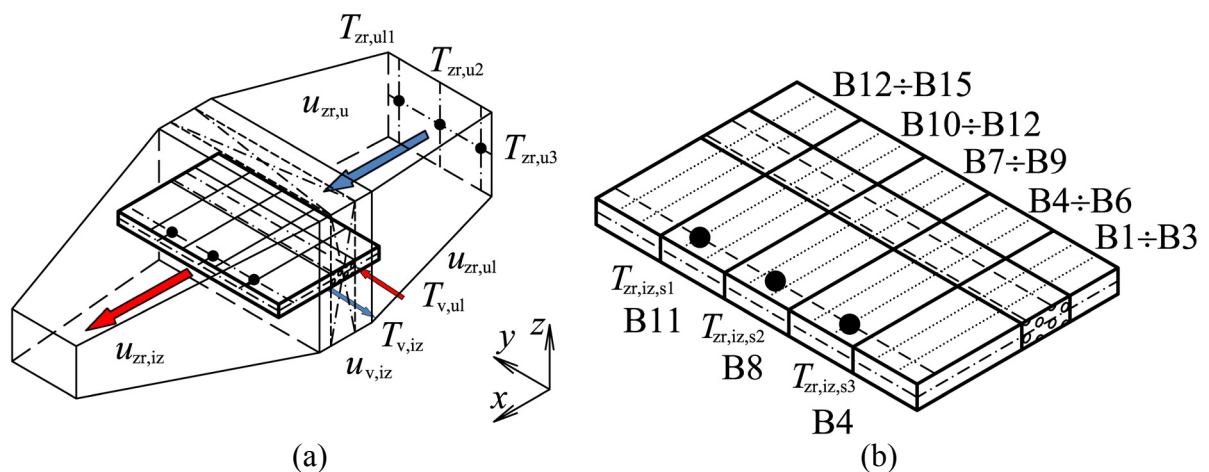 T_zr,ul1
T_zr,u2
u_zr,u
T_zr,u3
u_zr,ul
T_v,ul
T_v,iz
u_v,iz
u_zr,iz
z
y
x
(a)
B12÷B15
B10÷B12
B7÷B9
B4÷B6
B1÷B3
T_zr,iz,s1
B11
T_zr,iz,s2
B8
T_zr,iz,s3
B4
(b)